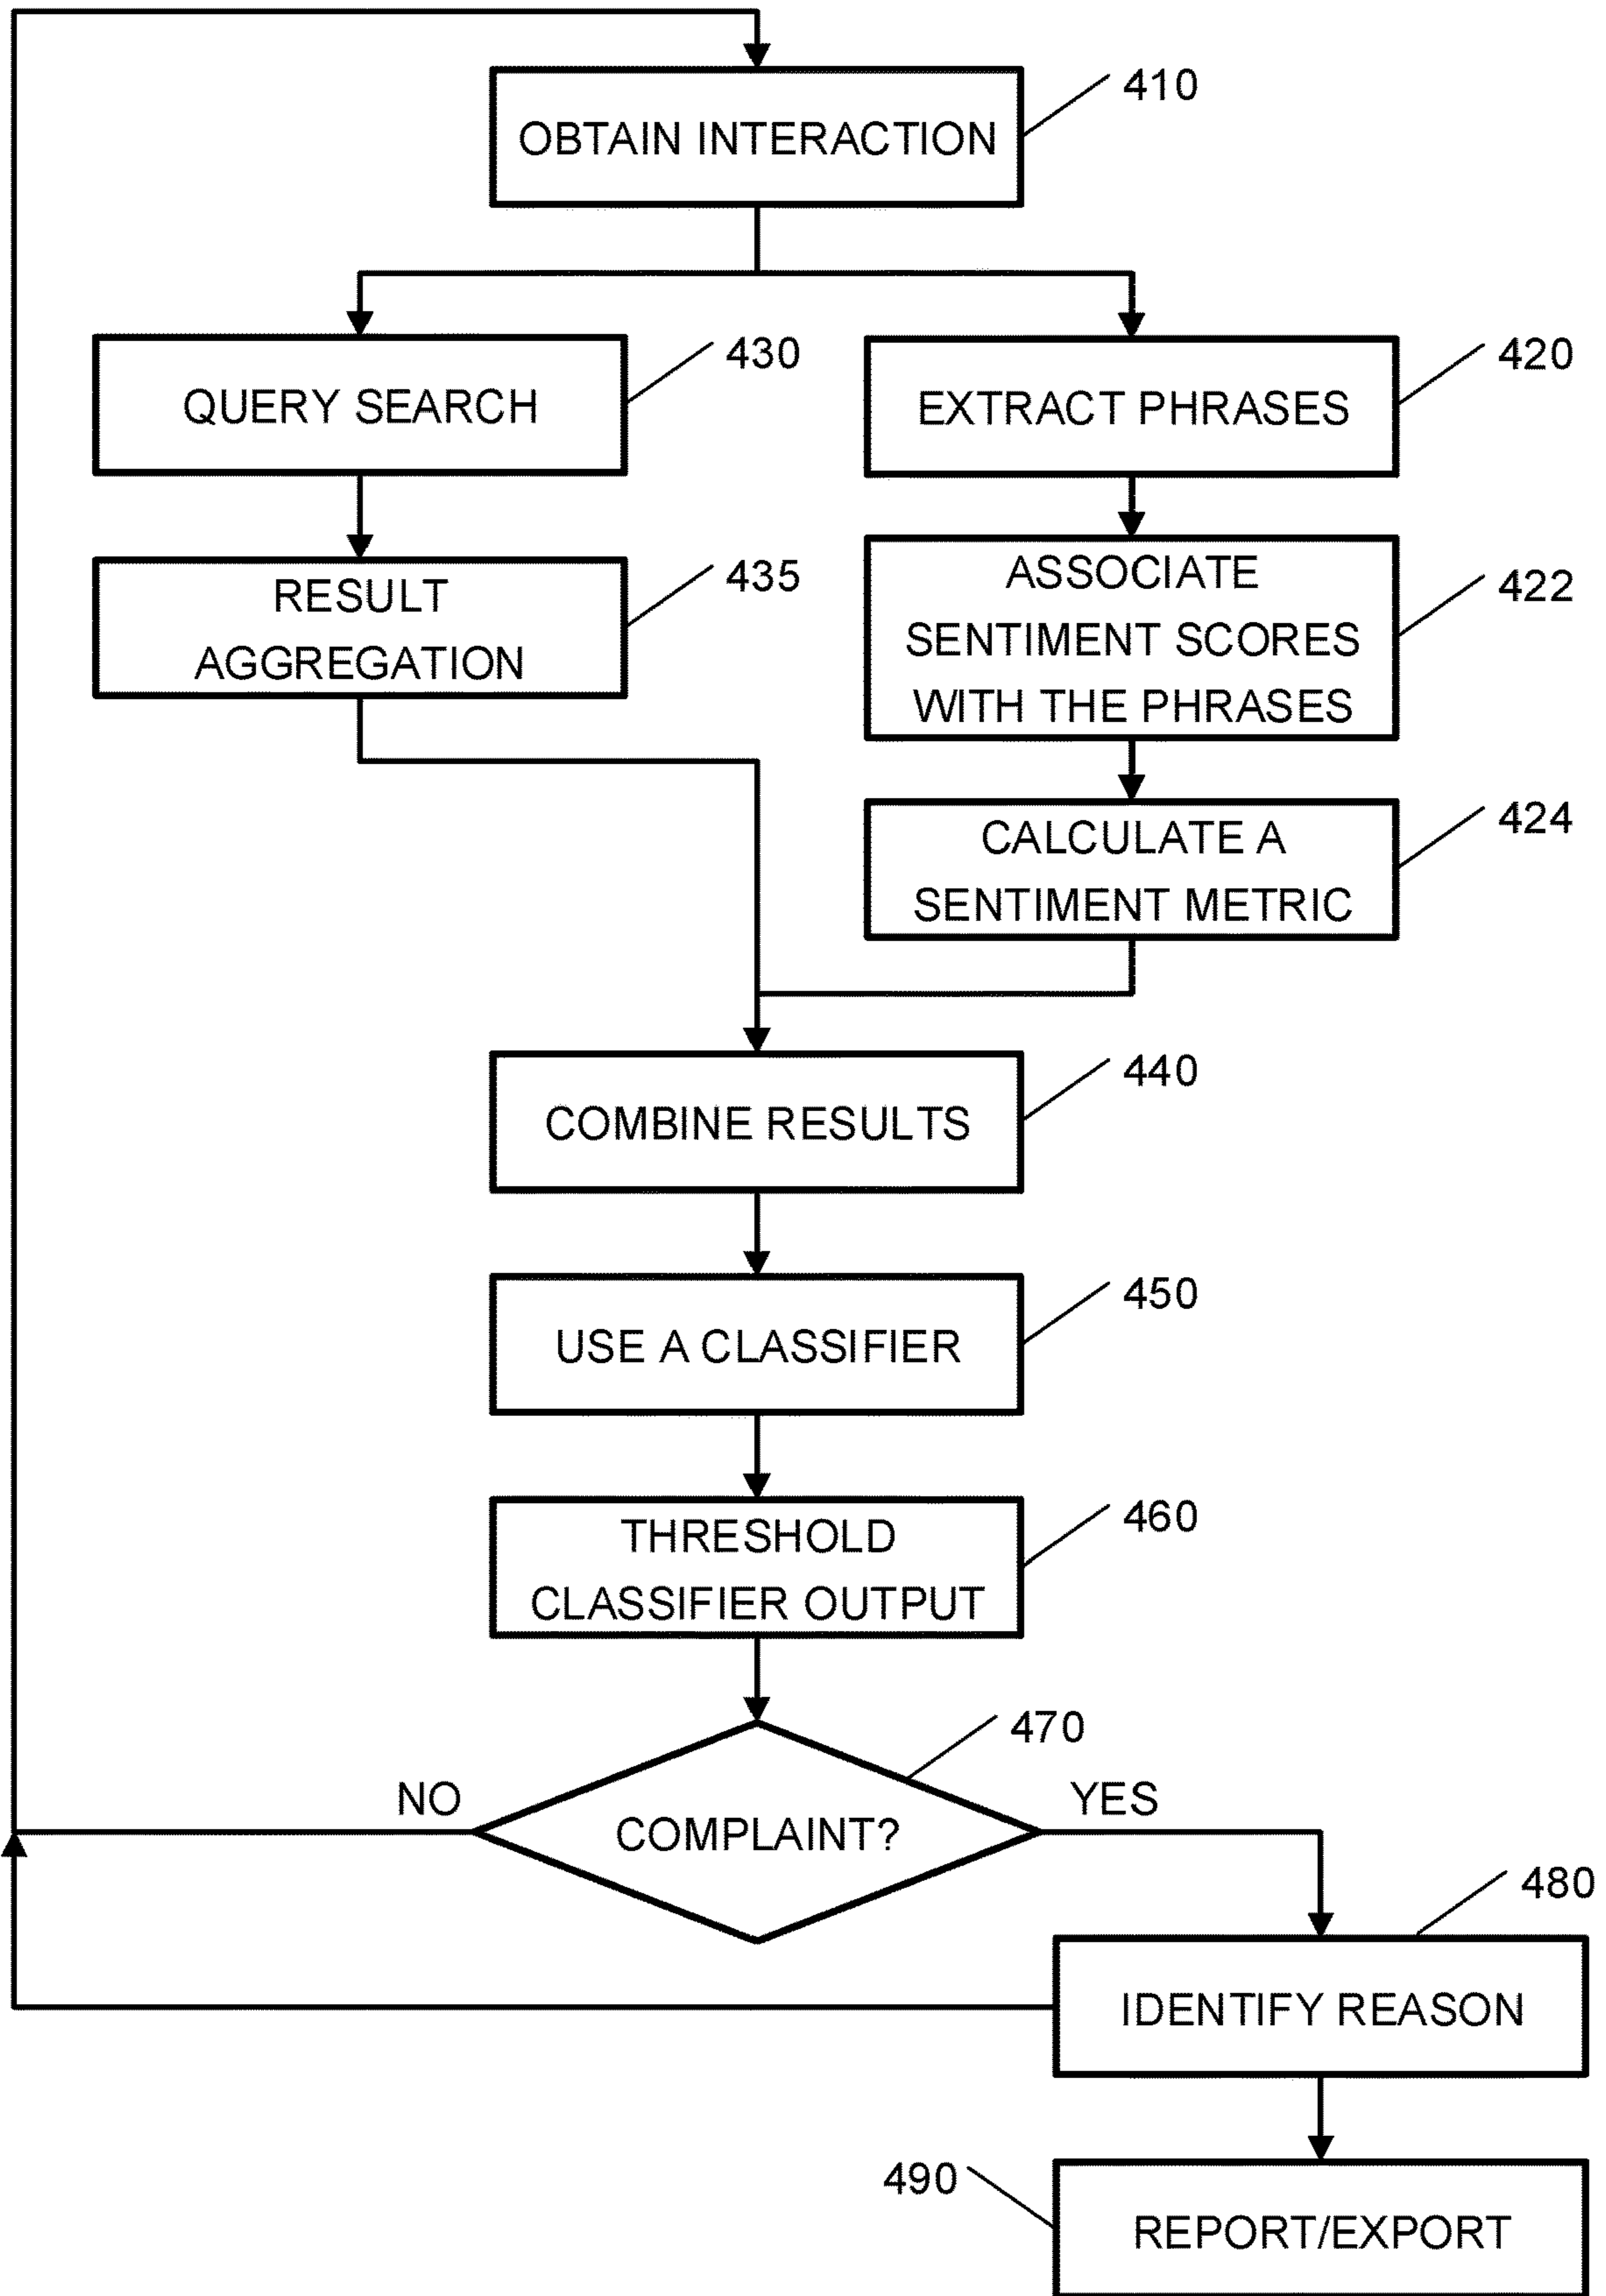 410
OBTAIN INTERACTION
430
QUERY SEARCH
420
EXTRACT PHRASES
435
RESULT
AGGREGATION
422
ASSOCIATE
SENTIMENT SCORES
WITH THE PHRASES
424
CALCULATE A
SENTIMENT METRIC
440
COMBINE RESULTS
450
USE A CLASSIFIER
460
THRESHOLD
CLASSIFIER OUTPUT
470
NO
COMPLAINT?
YES
480
IDENTIFY REASON
490
REPORT/EXPORT